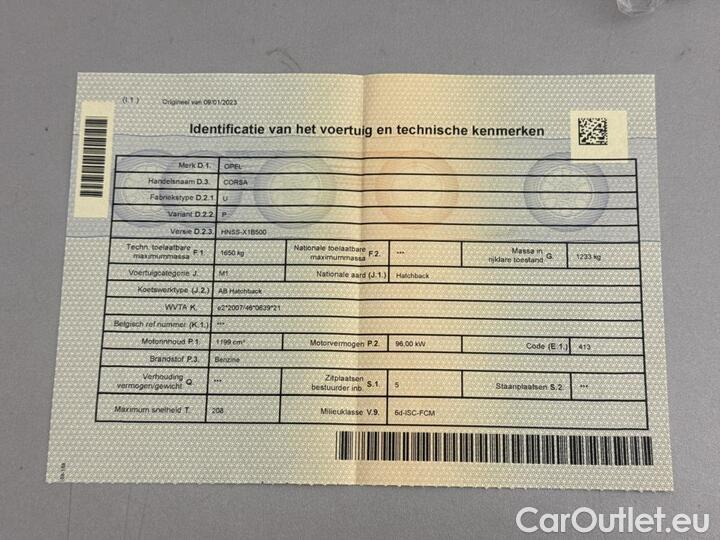 (I.1.) Origineel van 09/01/2023
Identificatie van het voertuig en technische kenmerken
Merk D.1. OPEL
Handelsnaam D.3. CORSA
Fabriekstype D.2.1 U
Variant D.2.2. P
Versie D.2.3. HNSS-X1B500
Techn. toelaatbare maximummassa F.1 1650 kg Nationale toelaatbare maximummassa F.2. *** Massa in rijklare toestand G. 1233 kg
Voertuigcategorie J. M1 Nationale aard (J.1.) Hatchback
Koetswerktype (J.2.) AB Hatchback
WVTA K. e2*2007/46*0639*21
Belgisch ref nummer (K.1.) ***
Motorinhoud P.1. 1199 cm³ Motorvermogen P.2. 96,00 kW Code (E.1.) 413
Brandstof P.3. Benzine
Verhouding vermogen/gewicht Q. *** Zitplaatsen bestuurder inb. S.1. 5 Staanplaatsen S.2. ***
Maximum snelheid T. 208 Milieuklasse V.9. 6d-ISC-FCM
CarOutlet.eu